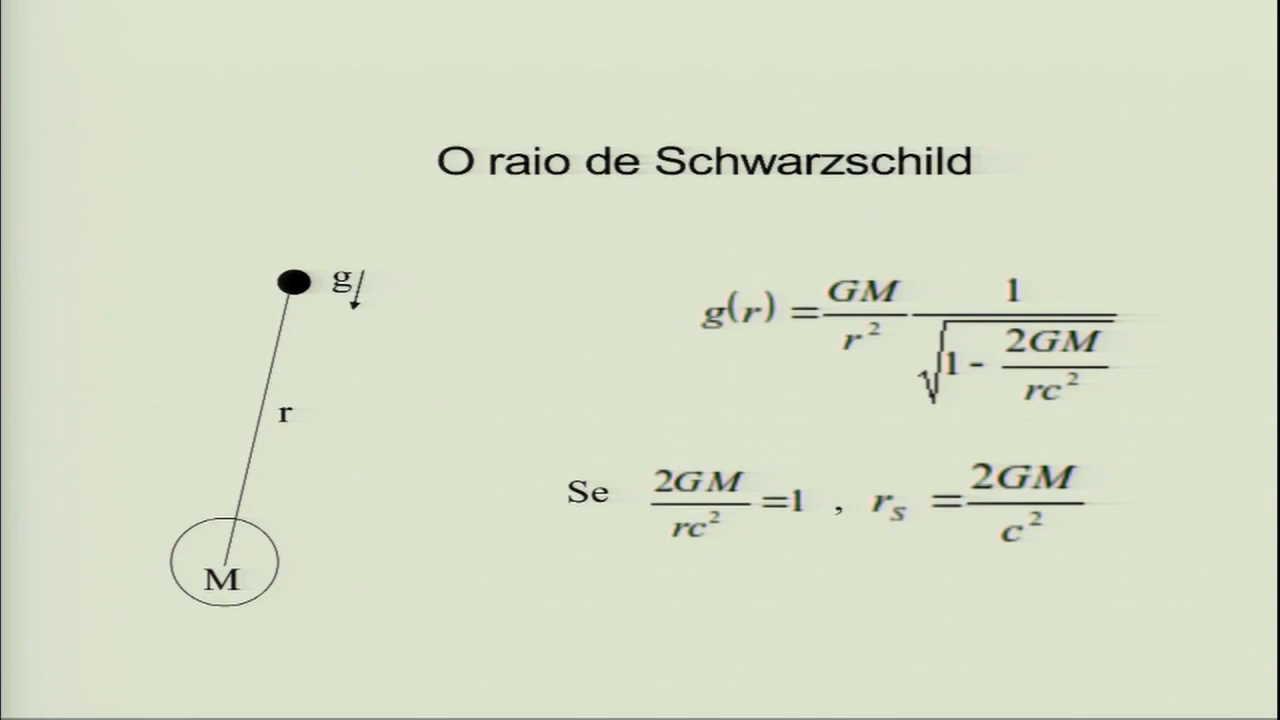 O raio de Schwarzschild
g
g(r) = GM/r² 1/√(1 - 2GM/rc²)
r
Se 2GM/rc² =1 , r_s = 2GM/c²
M